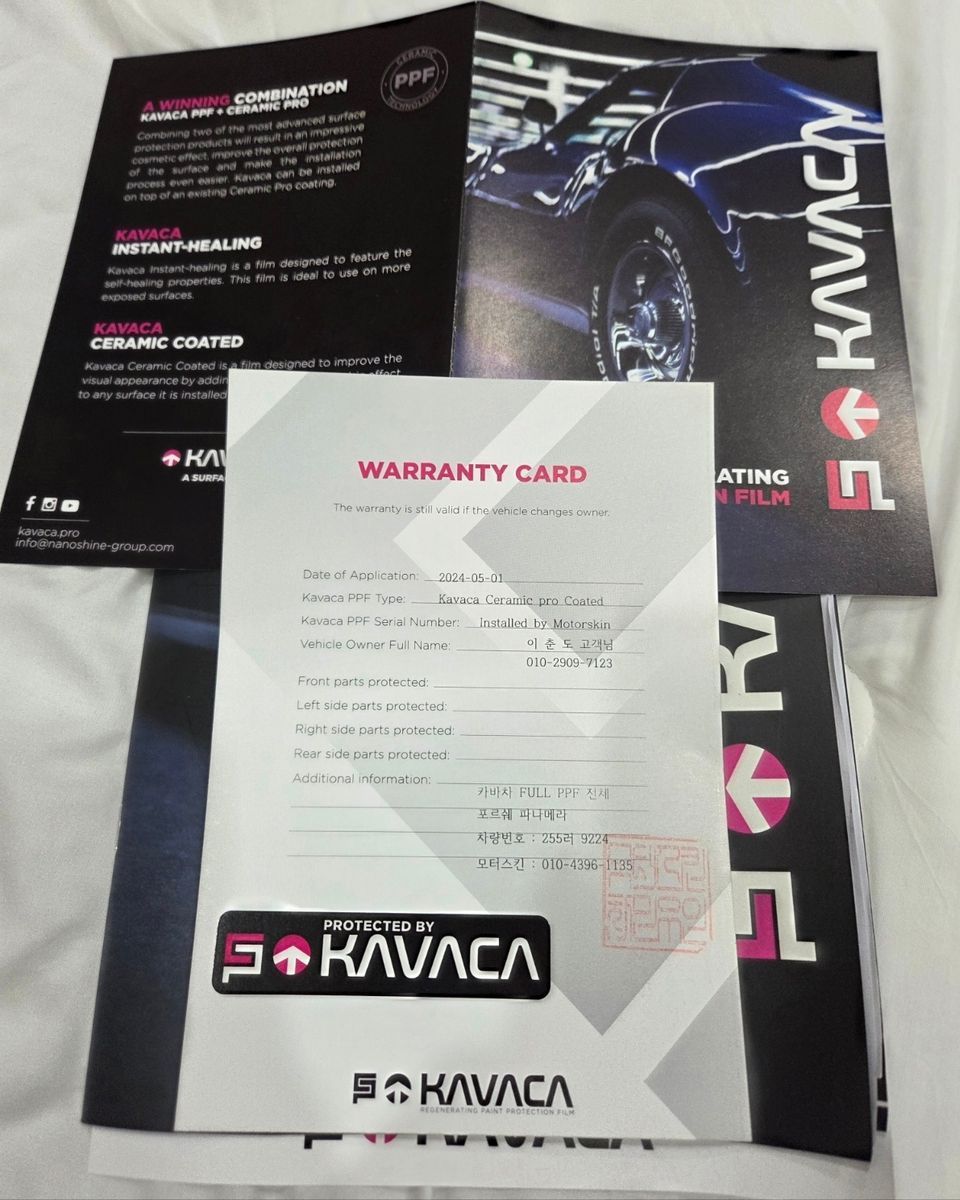 A WINNING COMBINATION
KAVACA PPF + CERAMIC PRO
Combining two of the most advanced surface
protection products will result in an impressive
cosmetic effect, improve the overall protection
of the surface and make the installation
process even easier. Kavaca can be installed
on top of an existing Ceramic Pro coating.
CERAMIC
PPF
TECHNOLOGY
KAVACA
INSTANT-HEALING
Kavaca Instant-healing is a film designed to feature the
self-healing properties. This film is ideal to use on more
exposed surfaces.
KAVACA
CERAMIC COATED
Kavaca Ceramic Coated is a film designed to improve the
visual appearance by addin
to any surface it is installed
KAV
A SURFA
kavaca.pro
info@nanoshine-group.com
KAVACA
RATING
N FILM
WARRANTY CARD
The warranty is still valid if the vehicle changes owner.
Date of Application: 2024-05-01
Kavaca PPF Type: Kavaca Ceramic pro Coated
Kavaca PPF Serial Number: Installed by Motorskin
Vehicle Owner Full Name: 이 춘 도 고객님
010-2909-7123
Front parts protected:
Left side parts protected:
Right side parts protected:
Rear side parts protected:
Additional information:
카바차 FULL PPF 전체
포르쉐 파나메라
차량번호 : 255러 9224
모터스킨 : 010-4396-1135
PROTECTED BY
KAVACA
KAVACA
REGENERATING PAINT PROTECTION FILM
KAVACA